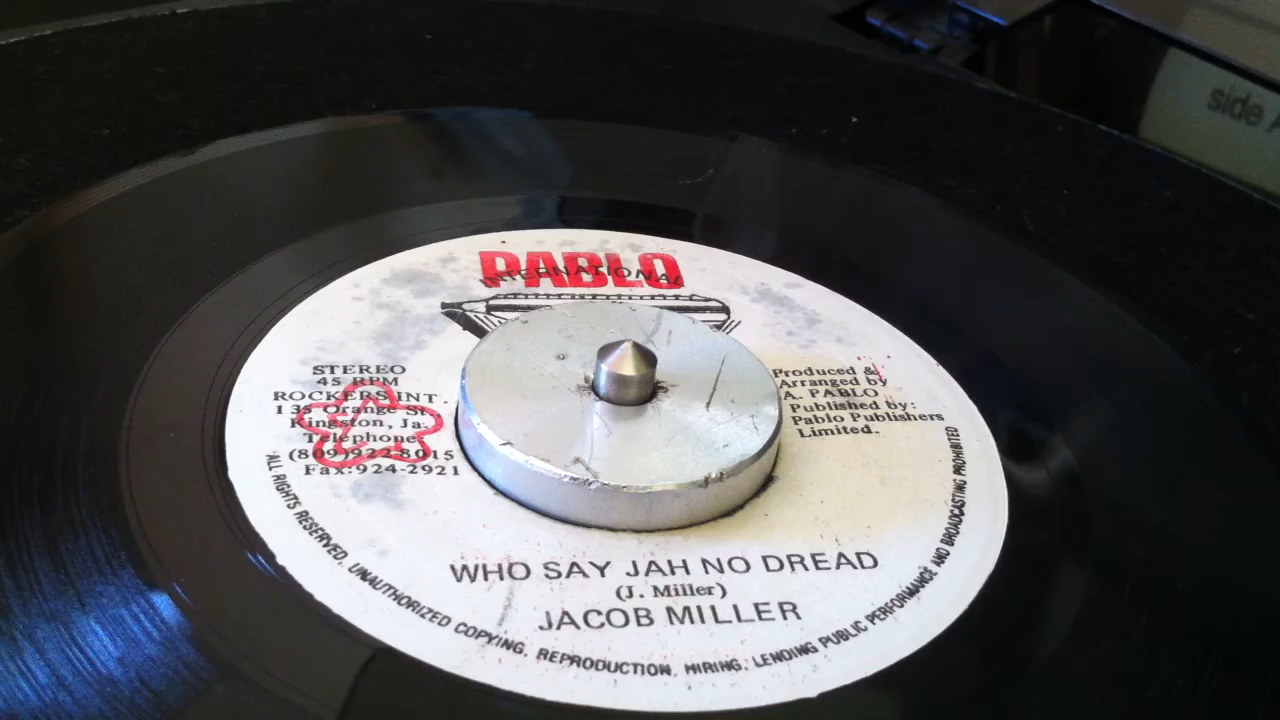 side A
PABLO
INTERNATIONAL
STEREO
45 RPM
ROCKERS INT.
135 Orange St
Kingston, Ja.
Telephone
(809)922-8015
Fax:924-2921
Produced &
Arranged by
A. PABLO
Published by:
Pablo Publishers
Limited.
WHO SAY JAH NO DREAD
(J. Miller)
JACOB MILLER
ALL RIGHTS RESERVED. UNAUTHORIZED COPYING, REPRODUCTION, HIRING, LENDING PUBLIC PERFORMANCE AND BROADCASTING PROHIBITED